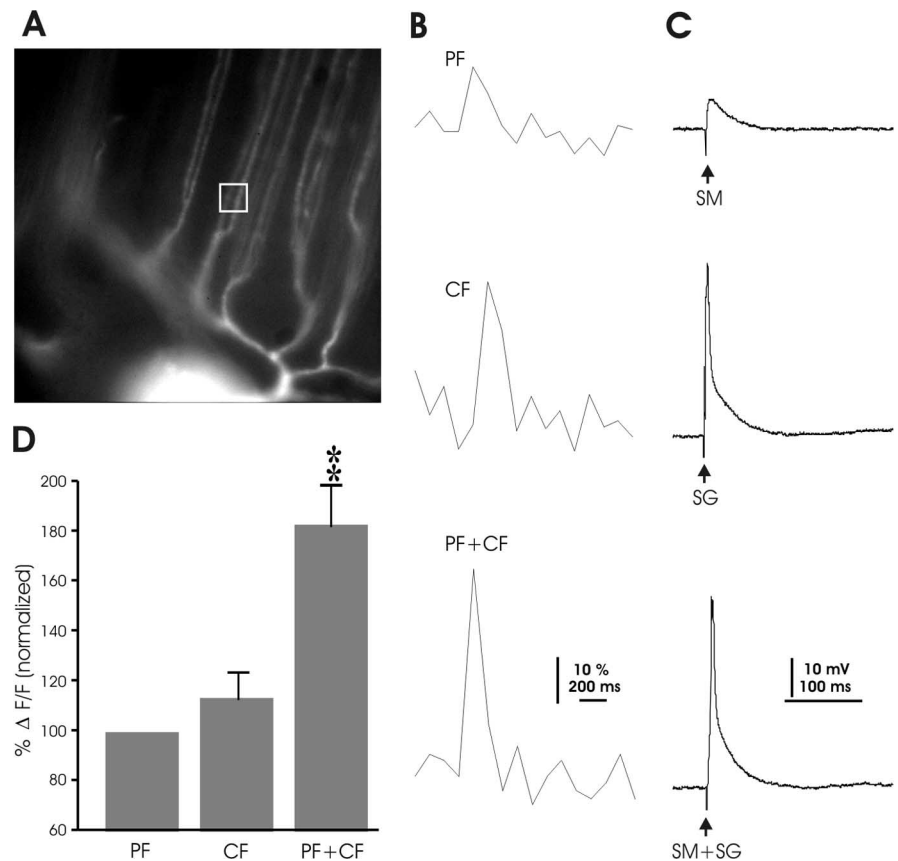 A
B
PF
CF
PF+CF
10 %
200 ms
C
SM
SG
10 mV
100 ms
SM+SG
D
% Δ F/F (normalized)
200
180
160
140
120
100
80
60
**
PF
CF
PF+CF